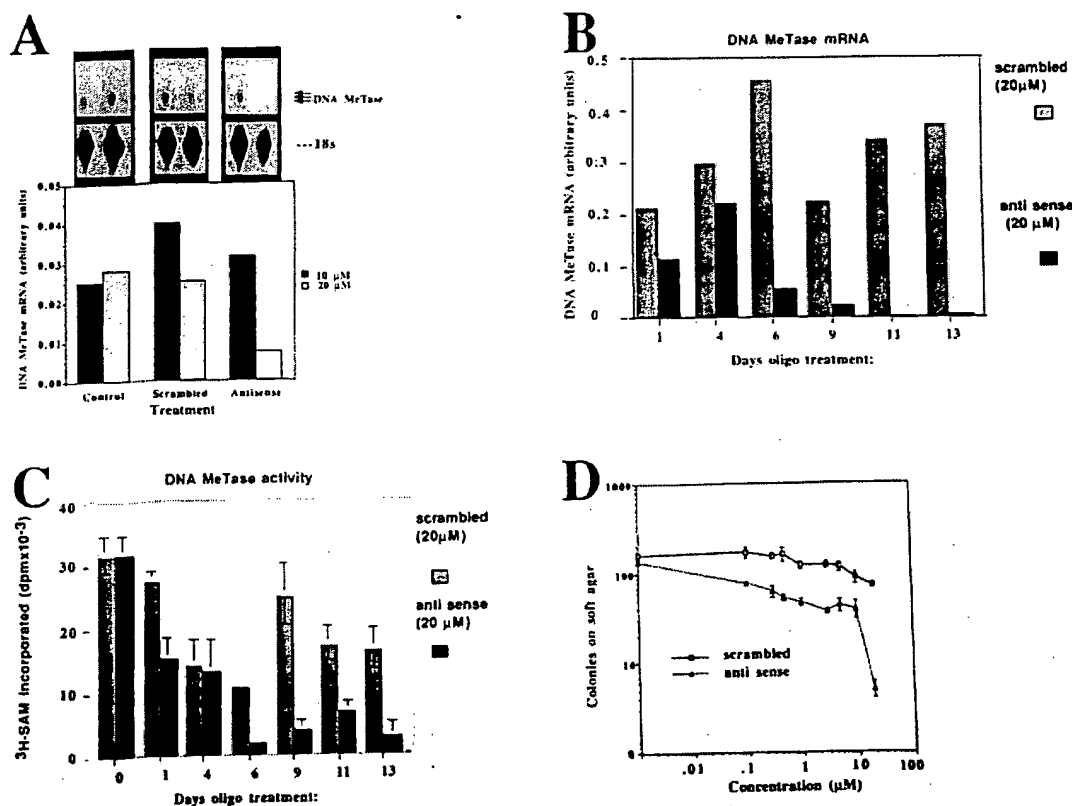 A
DNA MeTase
18s
DNA MeTase mRNA (arbitrary units)
0.05
0.04
0.03
0.02
0.01
0.00
10 µM
20 µM
Control
Scrambled
Antisense
Treatment
B
DNA MeTase mRNA
DNA MeTase mRNA (arbitrary units)
0.5
0.4
0.3
0.2
0.1
0
1 4 6 9 11 13
Days oligo treatment:
scrambled
(20µM)
anti sense
(20 µM)
C
DNA MeTase activity
³H-SAM incorporated (dpmx10⁻³)
40
30
20
10
0
0 1 4 6 9 11 13
Days oligo treatment:
scrambled
(20µM)
anti sense
(20 µM)
D
Colonies on soft agar
1000
100
10
0
scrambled
anti sense
.01 .1 1 10 100
Concentration (µM)